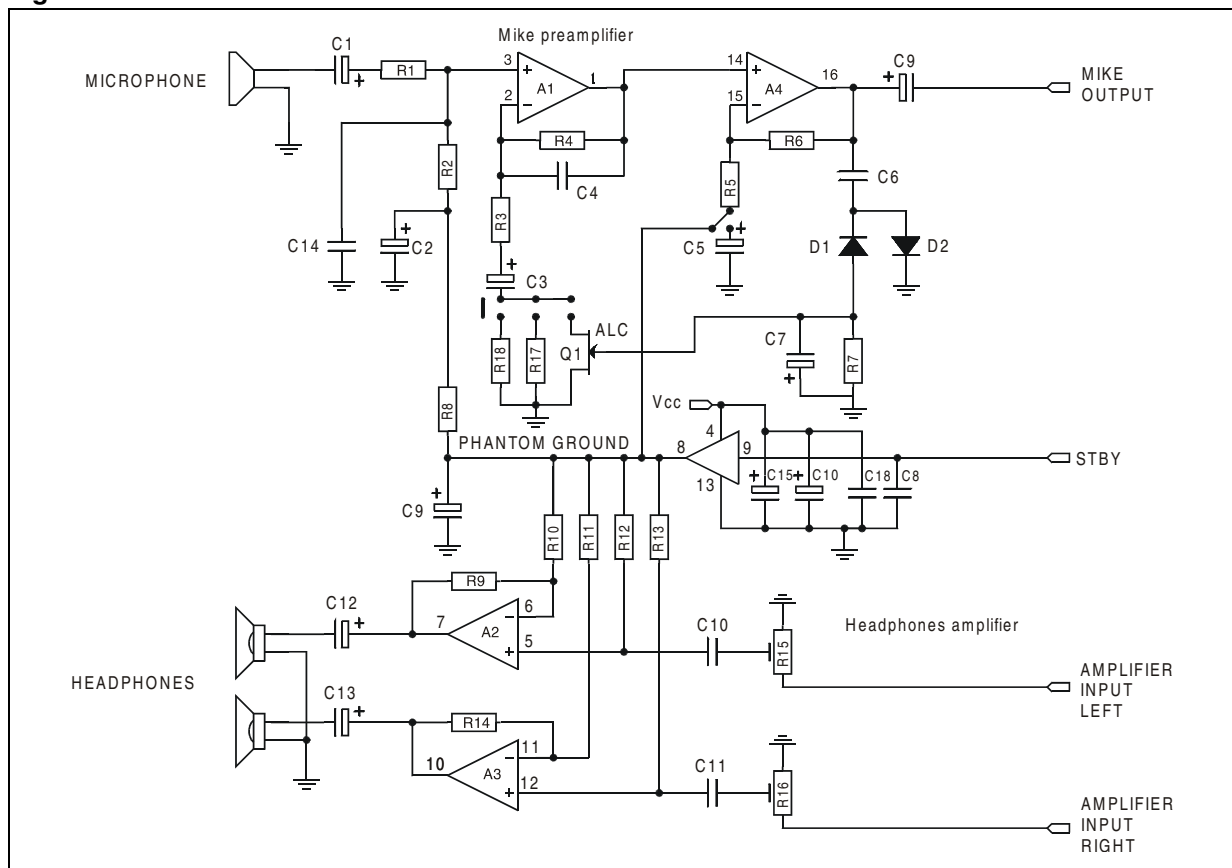 C1
Mike preamplifier
MICROPHONE
R1
3
+
A1
1
2
−
14
+
A4
16
15
−
+
C9
MIKE
OUTPUT
+
R4
C4
R6
R2
R3
R5
C6
C14
+
C2
+
C3
C5
+
D1
D2
ALC
Q1
R18
R17
C7
+
R7
R8
Vcc
PHANTOM GROUND
8
4
9
13
STBY
+
C15
+
C10
C18
C8
+
C9
R10
R11
R12
R13
R9
C12
+
7
6
−
A2
5
+
C10
R15
Headphones amplifier
HEADPHONES
AMPLIFIER
INPUT
LEFT
C13
+
R14
10
11
−
A3
12
+
C11
R16
AMPLIFIER
INPUT
RIGHT